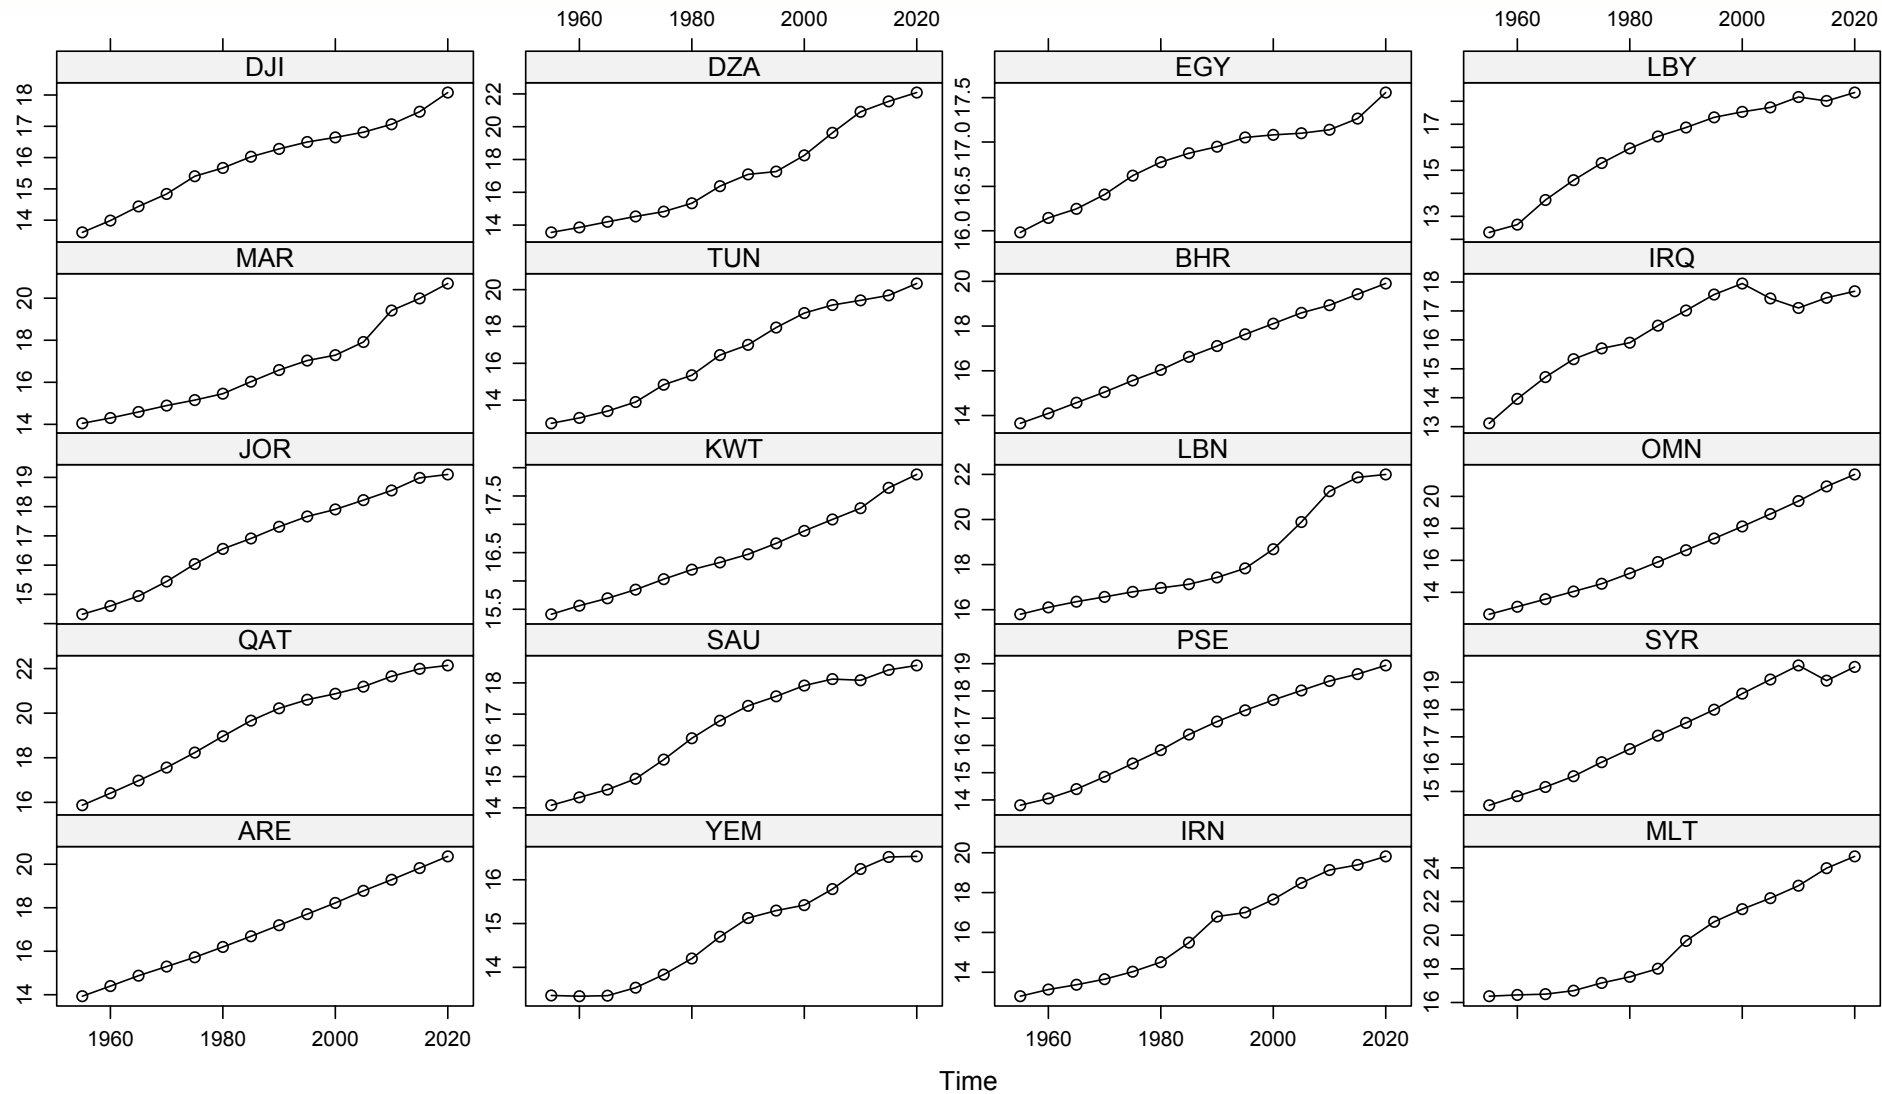 1960 1980 2000 2020 1960 1980 2000 2020
DJI DZA EGY LBY
14 15 16 17 18 14 16 18 20 22 16.0 16.5 17.0 17.5 13 15 17
MAR TUN BHR IRQ
14 16 18 20 14 16 18 20 14 16 18 20 13 14 15 16 17 18
JOR KWT LBN OMN
15 16 17 18 19 15.5 16.5 17.5 16 18 20 22 14 16 18 20
QAT SAU PSE SYR
16 18 20 22 14 15 16 17 18 14 15 16 17 18 19 15 16 17 18 19
ARE YEM IRN MLT
14 16 18 20 14 15 16 14 16 18 20 16 18 20 22 24
1960 1980 2000 2020 1960 1980 2000 2020
Time